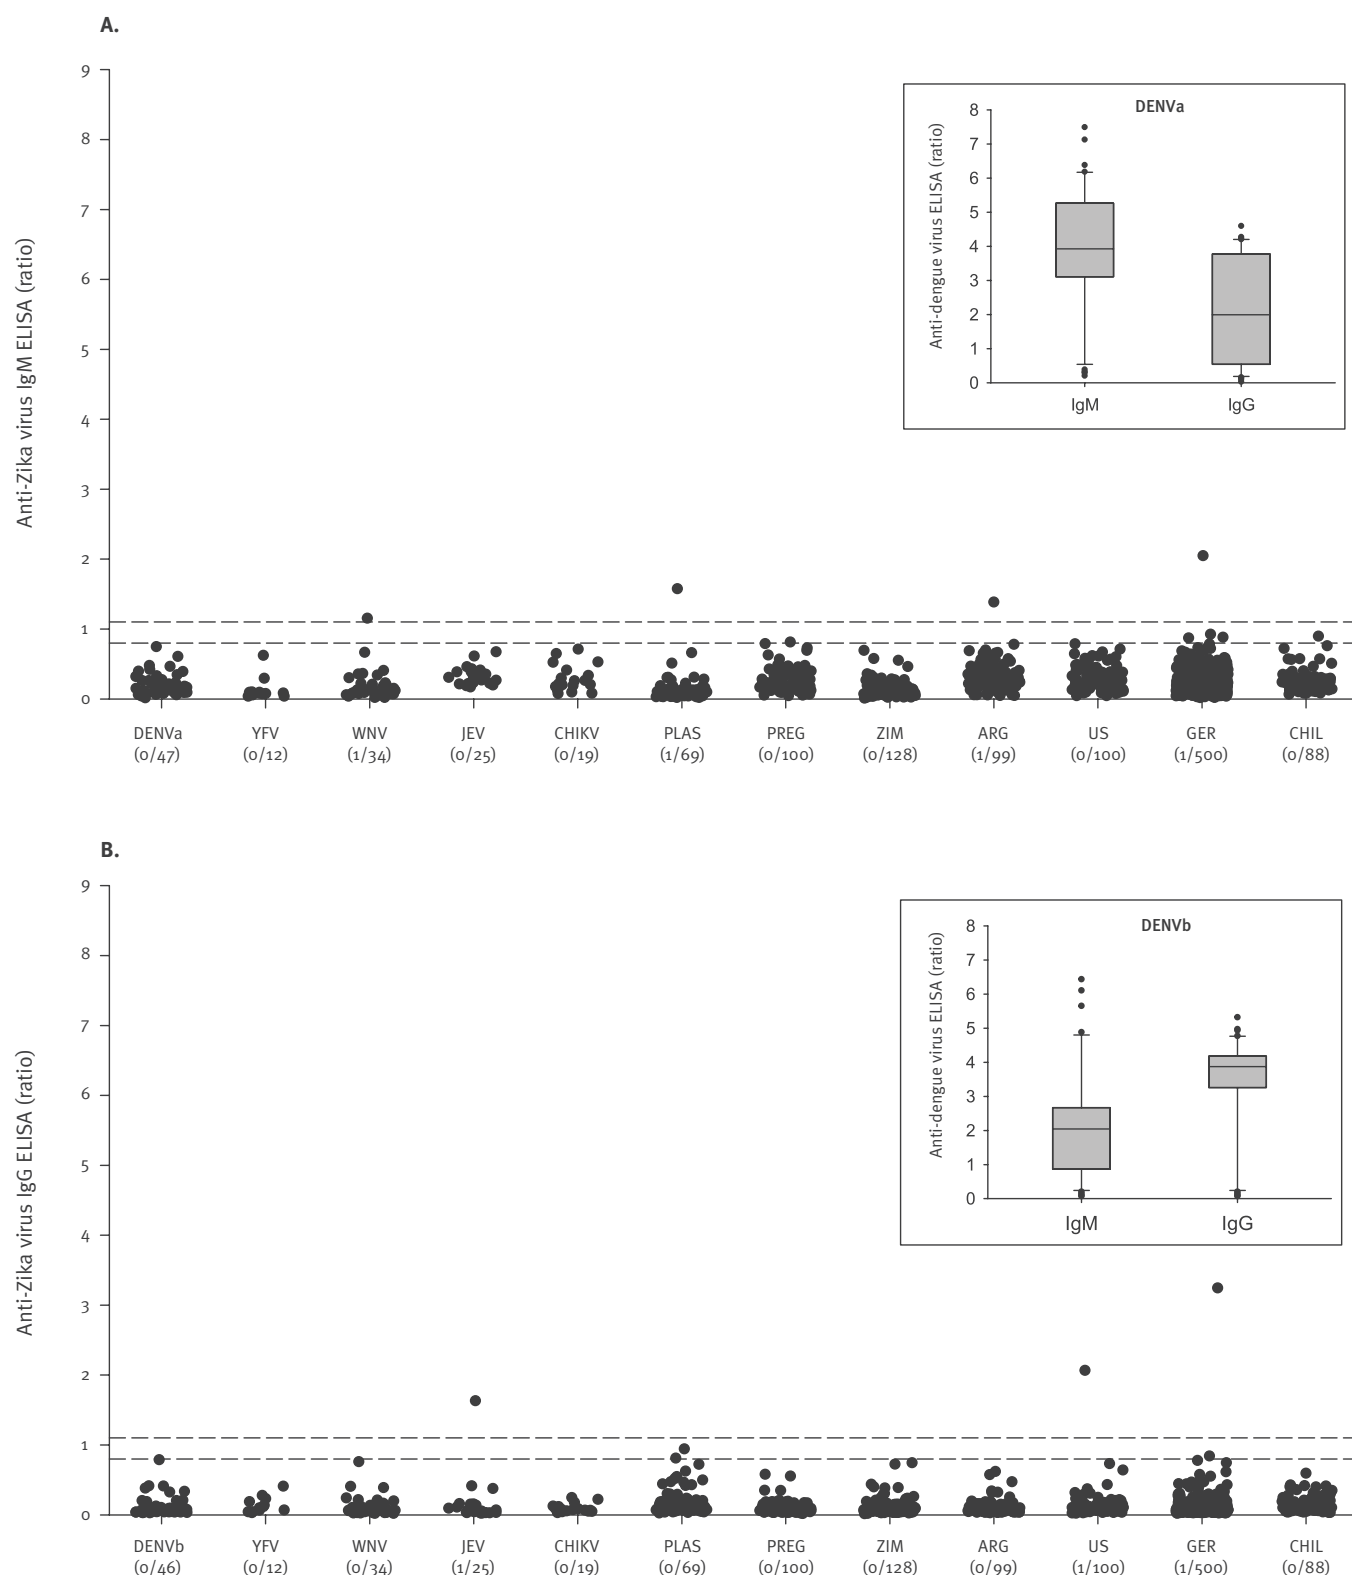 A.
9
8
7
6
5
4
3
2
1
0
Anti-Zika virus IgM ELISA (ratio)
DENVa
8
7
6
5
4
3
2
1
0
Anti-dengue virus ELISA (ratio)
IgM IgG
DENVa YFV WNV JEV CHIKV PLAS PREG ZIM ARG US GER CHIL
(0/47) (0/12) (1/34) (0/25) (0/19) (1/69) (0/100) (0/128) (1/99) (0/100) (1/500) (0/88)
B.
9
8
7
6
5
4
3
2
1
0
Anti-Zika virus IgG ELISA (ratio)
DENVb
8
7
6
5
4
3
2
1
0
Anti-dengue virus ELISA (ratio)
IgM IgG
DENVb YFV WNV JEV CHIKV PLAS PREG ZIM ARG US GER CHIL
(0/46) (0/12) (0/34) (1/25) (0/19) (0/69) (0/100) (0/128) (0/99) (1/100) (1/500) (0/88)